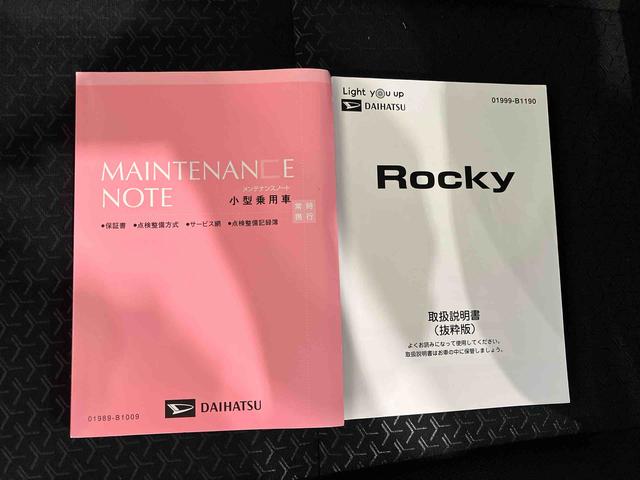 MAINTENANCE
NOTE
メンテナンスノート
小型乗用車
常時
携行
●保証書 ●点検整備方式 ●サービス網 ●点検整備記録簿
01989-B1009
DAIHATSU
Light you up
DAIHATSU
01999-B1190
Rocky
取扱説明書
(抜粋版)
よくお読みになって使用してください。
取扱説明書はお車の中に保管しましょう。